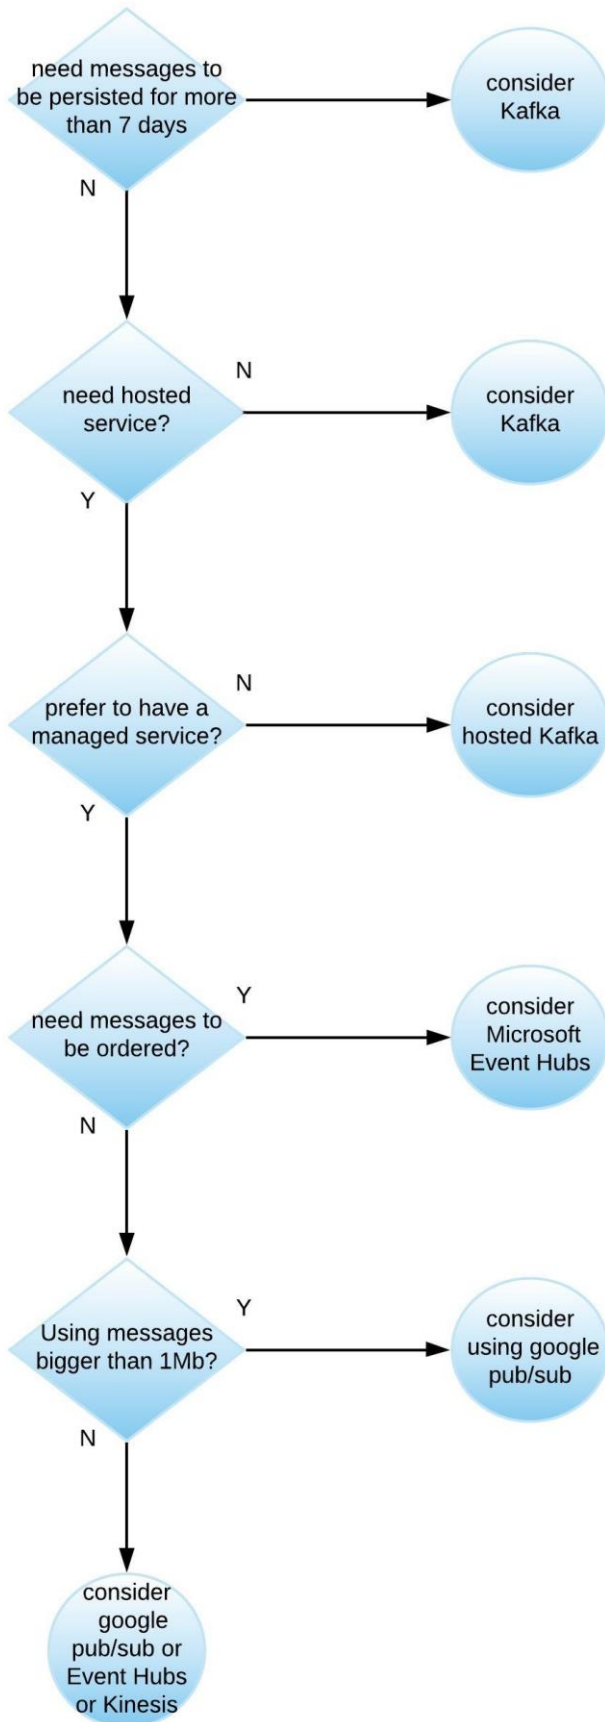 need messages to
be persisted for more
than 7 days
consider
Kafka
N
need hosted
service?
N
consider
Kafka
Y
prefer to have a
managed service?
N
consider
hosted Kafka
Y
need messages to
be ordered?
Y
consider
Microsoft
Event Hubs
N
Using messages
bigger than 1Mb?
Y
consider
using google
pub/sub
N
consider
google
pub/sub or
Event Hubs
or Kinesis